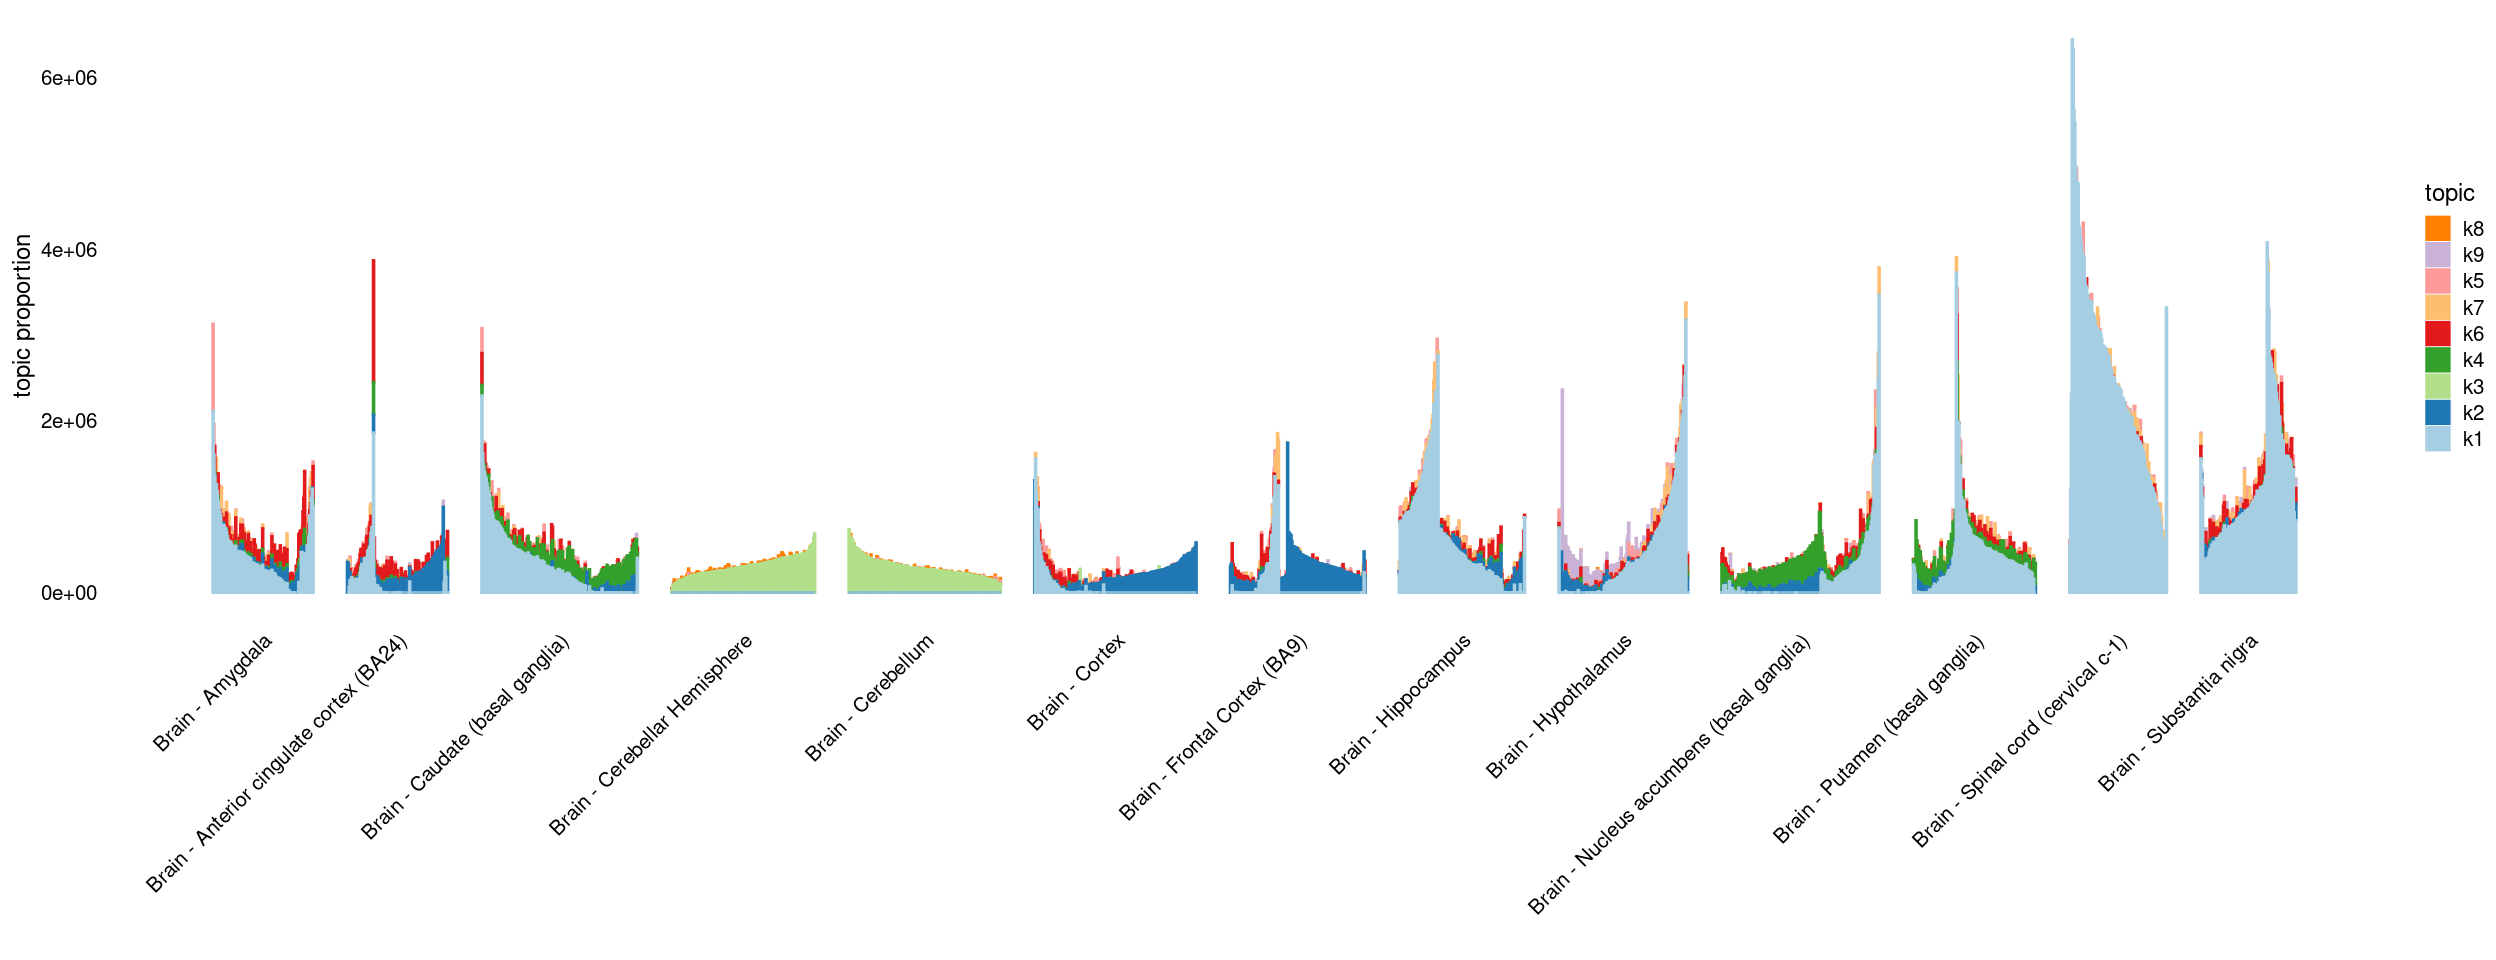 6e+06
4e+06
2e+06
0e+00
topic proportion
Brain - Amygdala
Brain - Anterior cingulate cortex (BA24)
Brain - Caudate (basal ganglia)
Brain - Cerebellar Hemisphere
Brain - Cerebellum
Brain - Cortex
Brain - Frontal Cortex (BA9)
Brain - Hippocampus
Brain - Hypothalamus
Brain - Nucleus accumbens (basal ganglia)
Brain - Putamen (basal ganglia)
Brain - Spinal cord (cervical c-1)
Brain - Substantia nigra
topic
k8
k9
k5
k7
k6
k4
k3
k2
k1